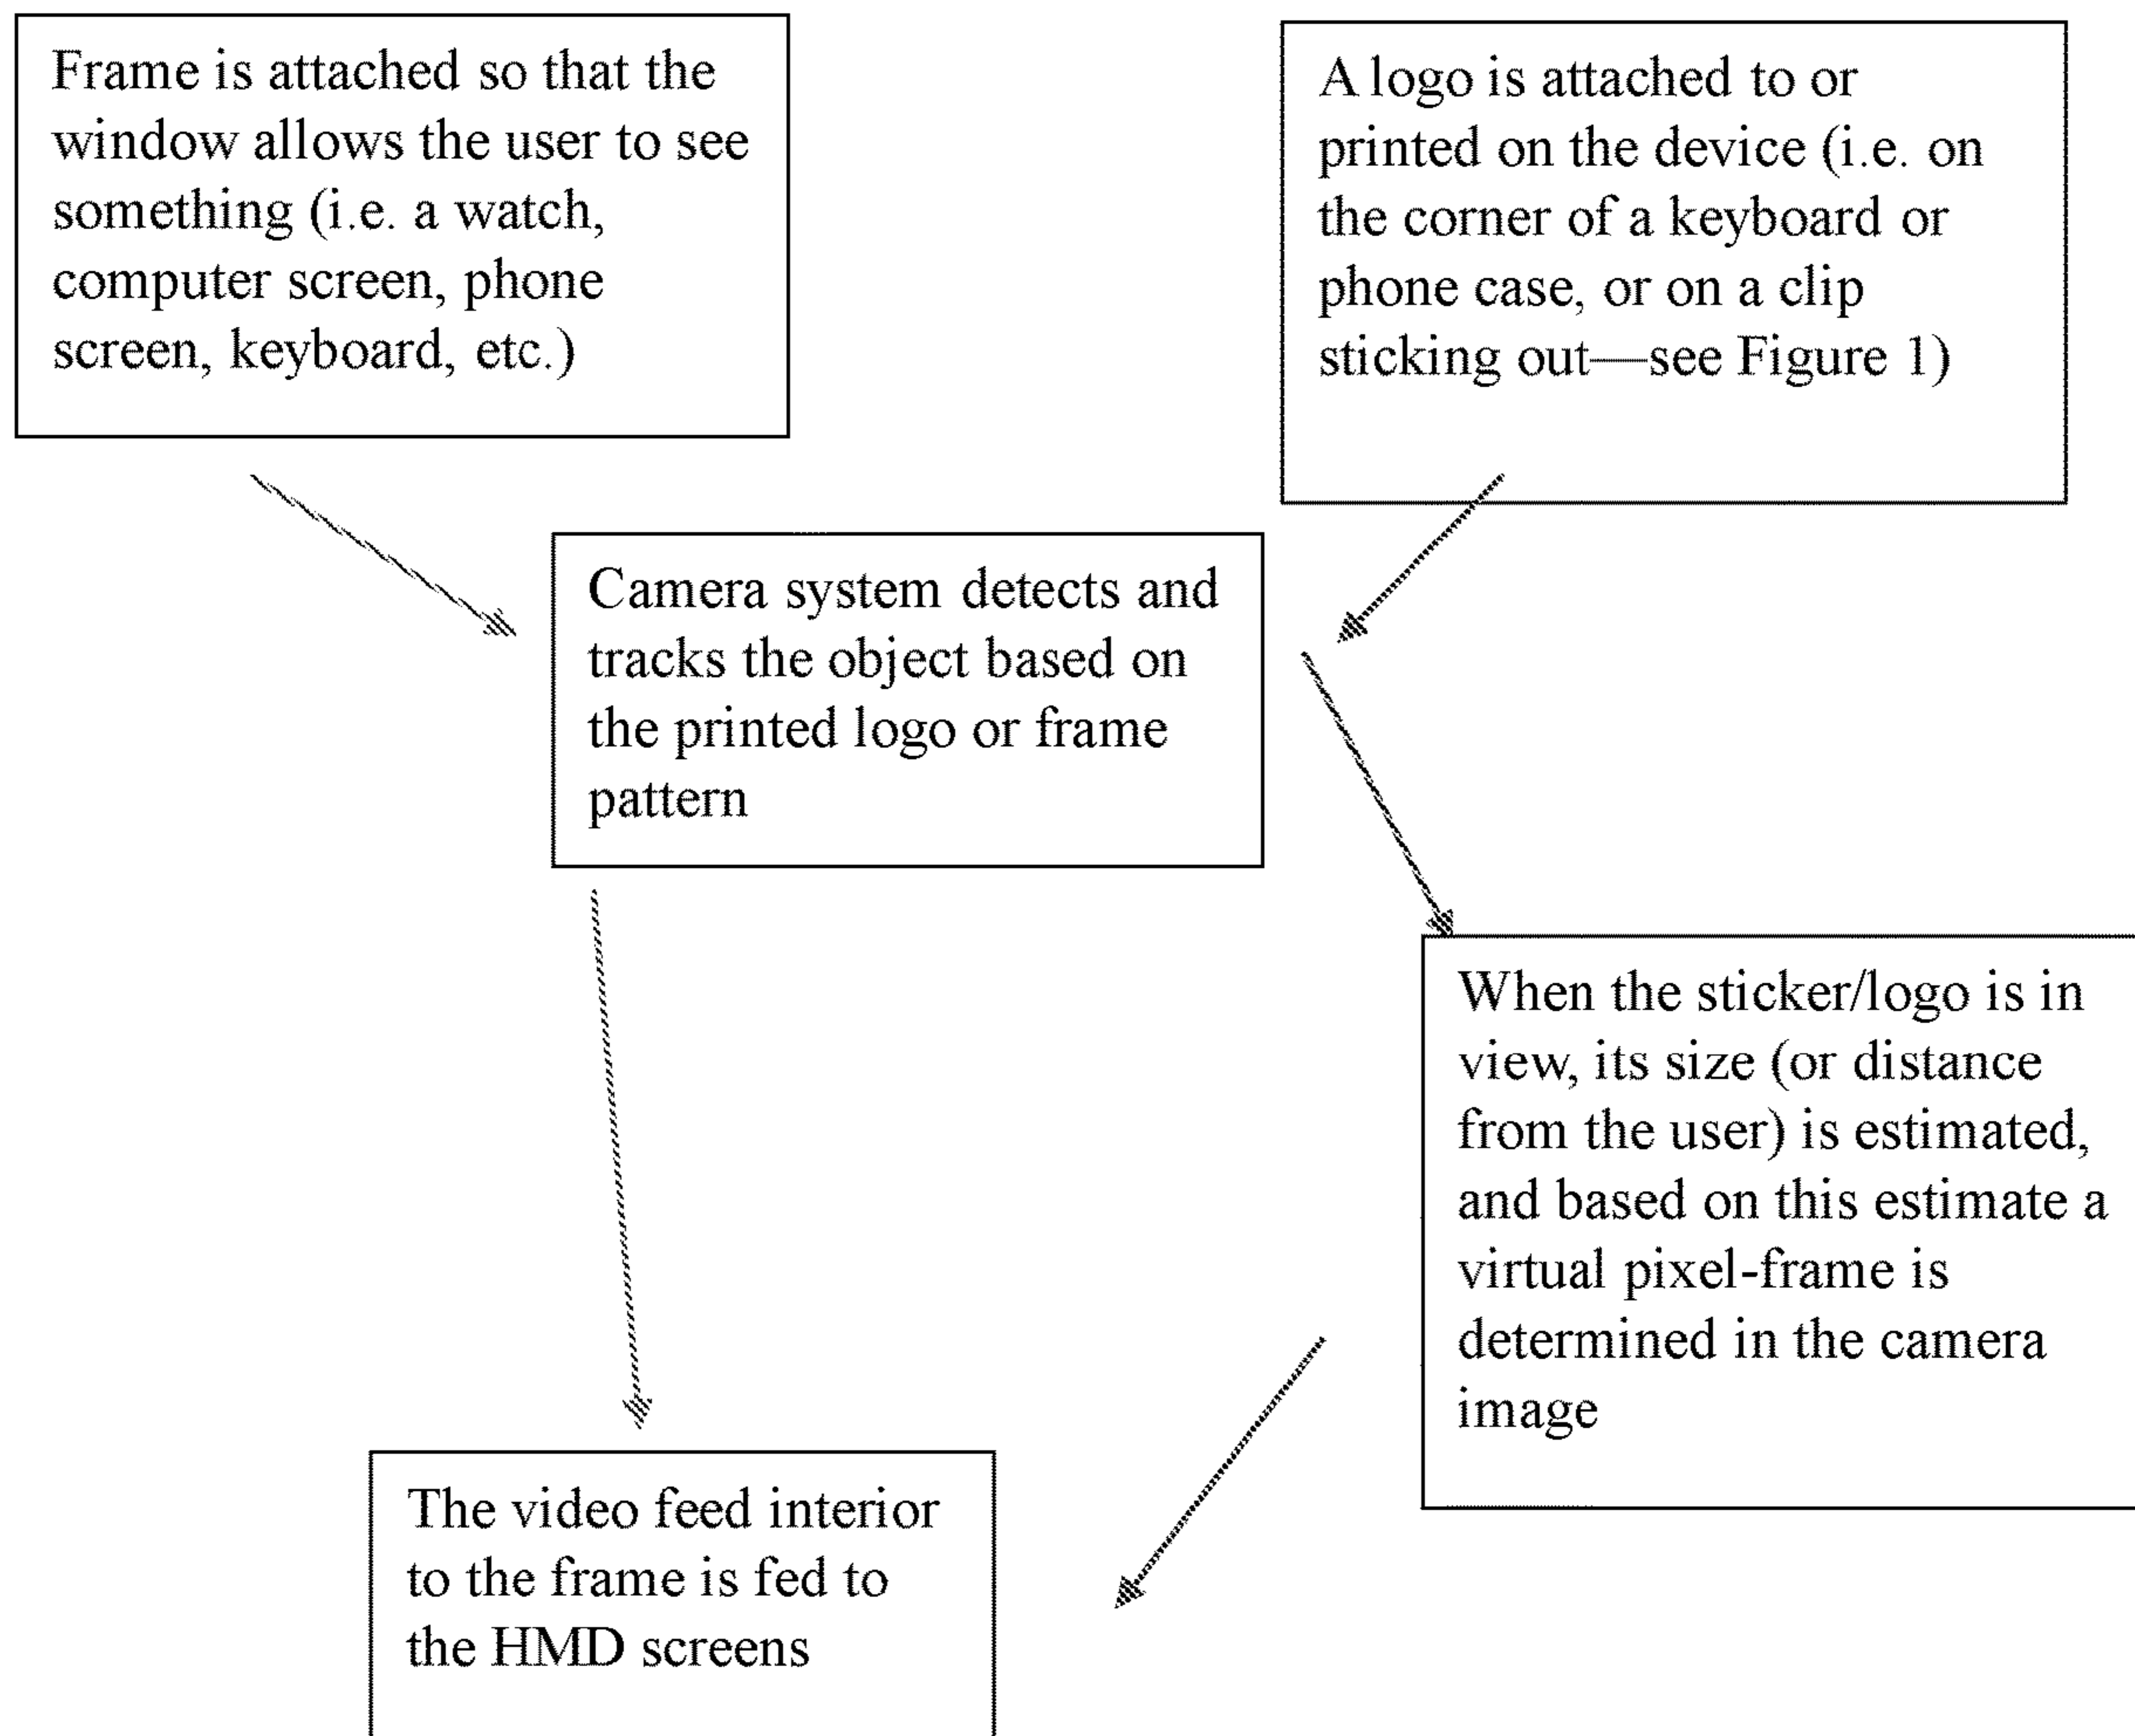 Frame is attached so that the
window allows the user to see
something (i.e. a watch,
computer screen, phone
screen, keyboard, etc.)
A logo is attached to or
printed on the device (i.e. on
the corner of a keyboard or
phone case, or on a clip
sticking out—see Figure 1)
Camera system detects and
tracks the object based on
the printed logo or frame
pattern
When the sticker/logo is in
view, its size (or distance
from the user) is estimated,
and based on this estimate a
virtual pixel-frame is
determined in the camera
image
The video feed interior
to the frame is fed to
the HMD screens